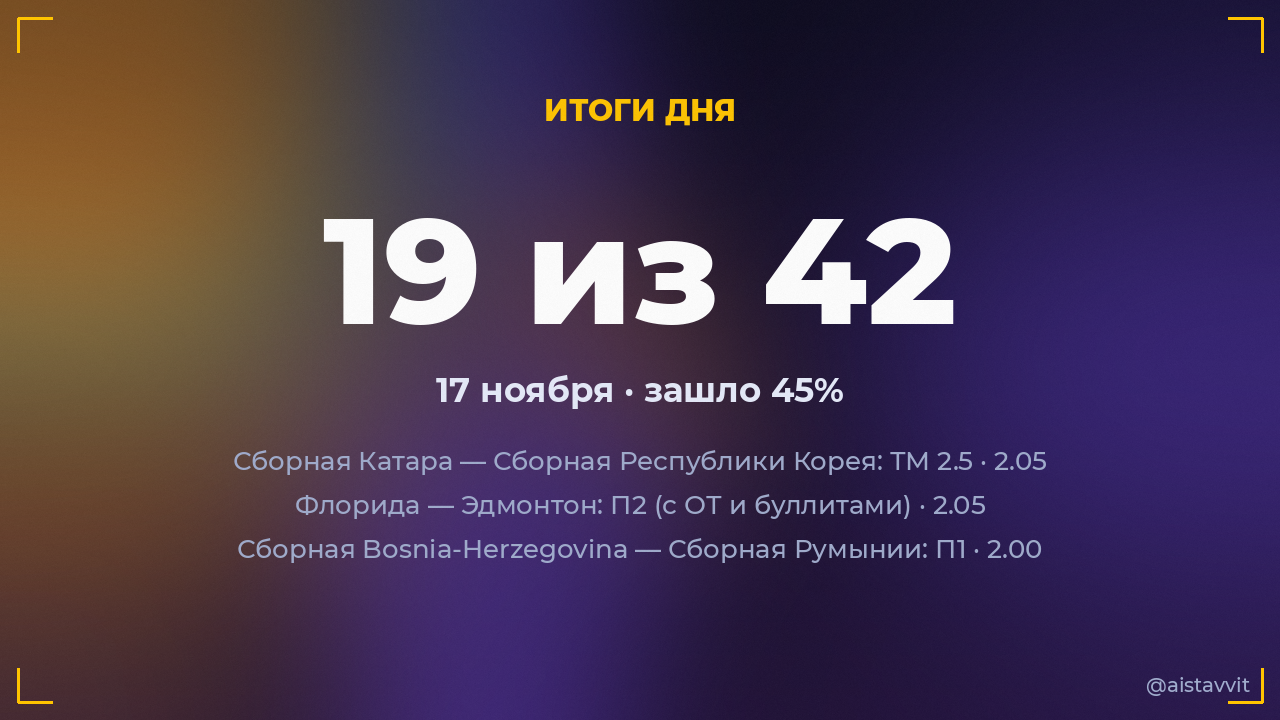 ИТОГИ ДНЯ
19 из 42
17 ноября · зашло 45%
Сборная Катара — Сборная Республики Корея: ТМ 2.5 · 2.05
Флорида — Эдмонтон: П2 (с ОТ и буллитами) · 2.05
Сборная Bosnia-Herzegovina — Сборная Румынии: П1 · 2.00
@aistavvit